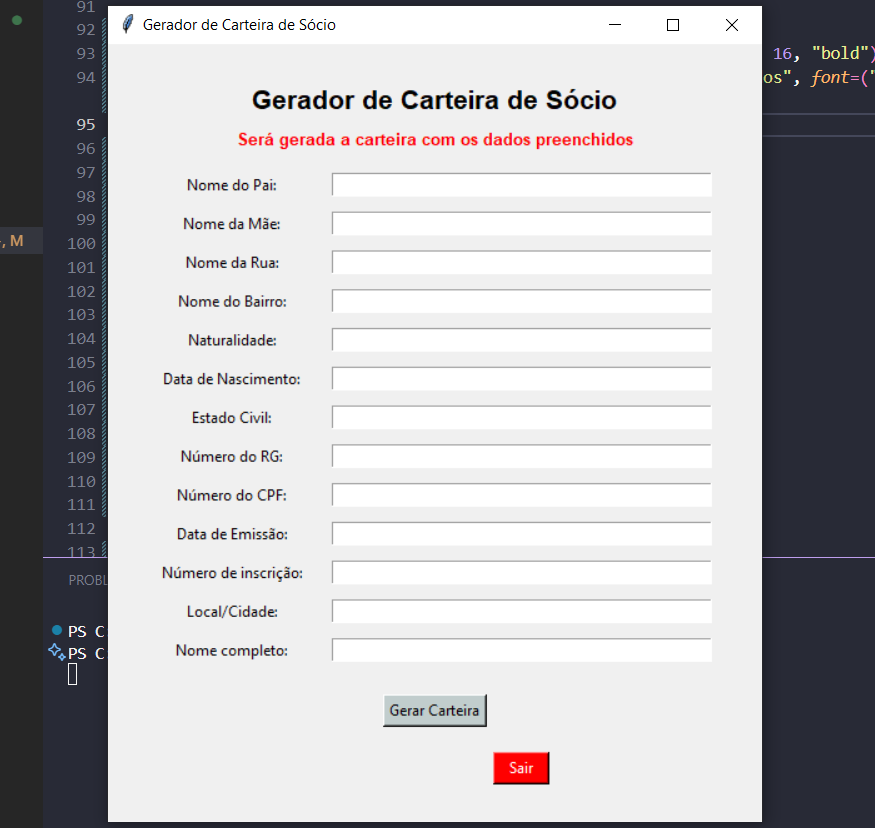 91
Gerador de Carteira de Sócio
92
93 16, "bold")
94 os", font=("
Gerador de Carteira de Sócio
95
Será gerada a carteira com os dados preenchidos
96
97
Nome do Pai:
98
99
Nome da Mãe:
100
, M
101
Nome da Rua:
102
Nome do Bairro:
103
104
Naturalidade:
105
Data de Nascimento:
106
107
Estado Civil:
108
109
Número do RG:
110
Número do CPF:
111
112
Data de Emissão:
113
Número de inscrição:
PROBL
Local/Cidade:
PS C
Nome completo:
PS C
Gerar Carteira
Sair